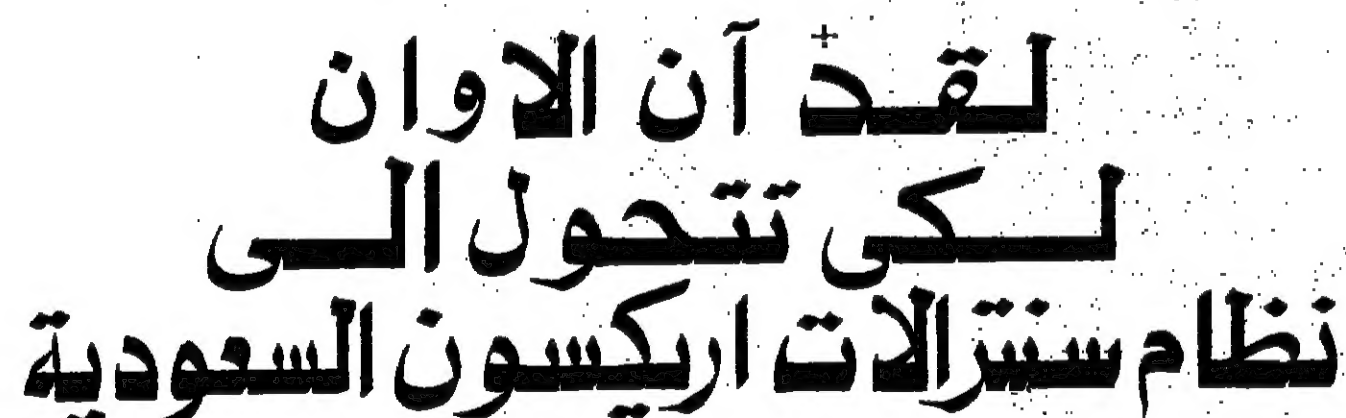 لقد آن الاوان
لكى تتحول الى
نظام سنترالات اريكسون السعودية